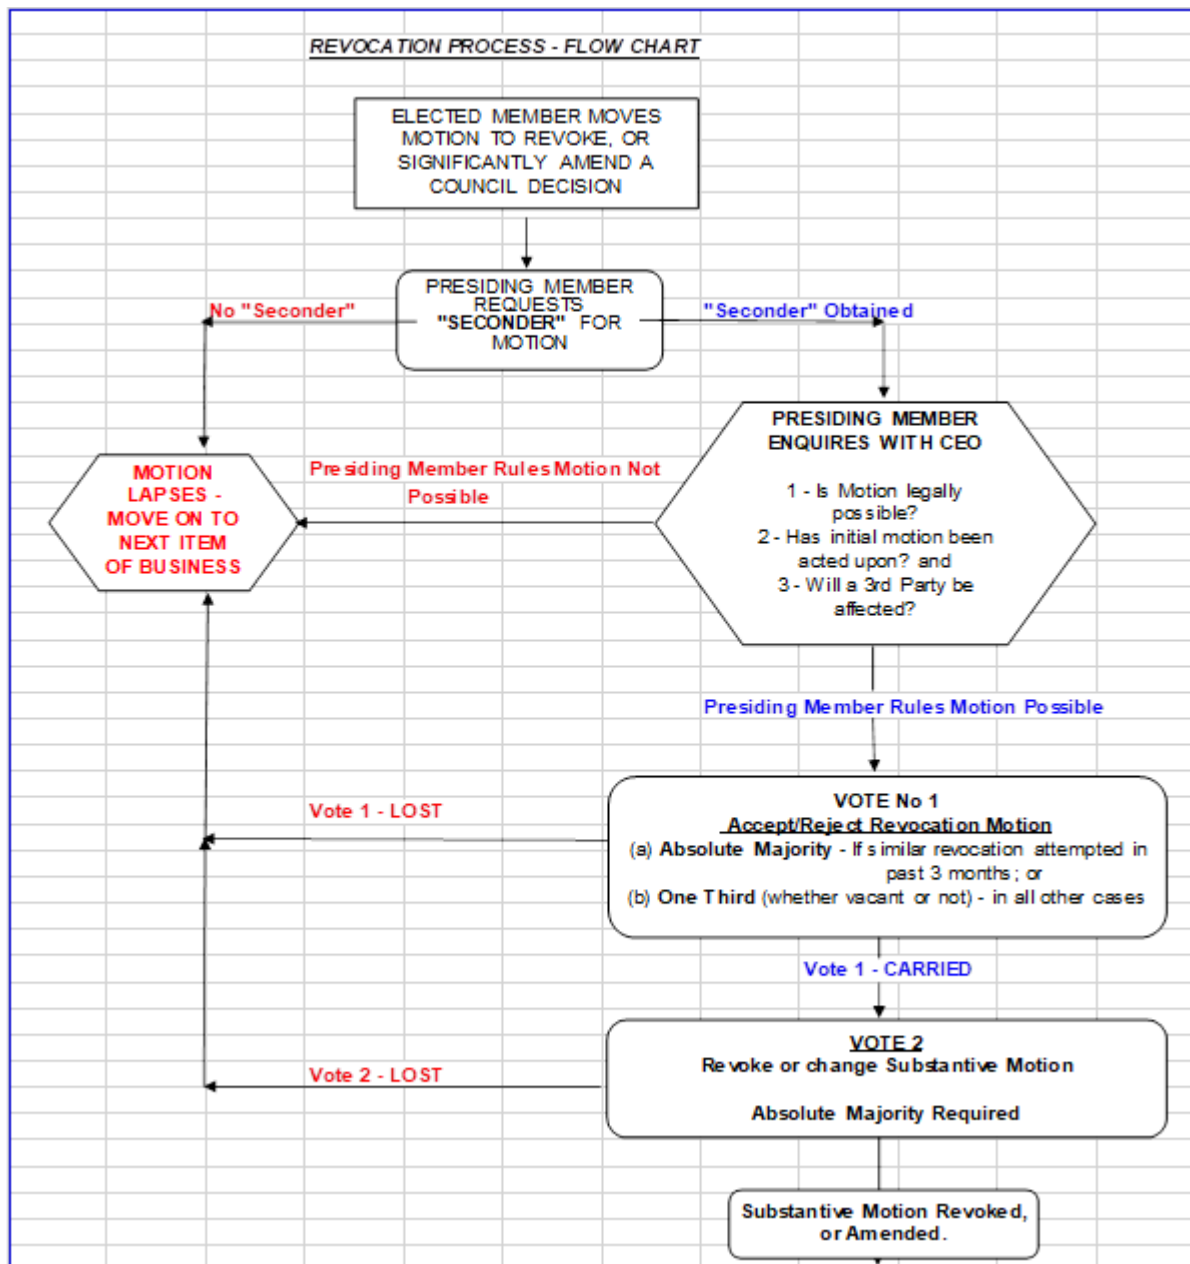 REVOCATION PROCESS - FLOW CHART
ELECTED MEMBER MOVES
MOTION TO REVOKE, OR
SIGNIFICANTLY AMEND A
COUNCIL DECISION
PRESIDING MEMBER
REQUESTS
"SECONDER" FOR
MOTION
No "Seconder"
"Seconder" Obtained
PRESIDING MEMBER
ENQUIRES WITH CEO
1 - Is Motion legally
possible?
2 - Has initial motion been
acted upon? and
3 - Will a 3rd Party be
affected?
Presiding Member Rules Motion Not
Possible
MOTION
LAPSES -
MOVE ON TO
NEXT ITEM
OF BUSINESS
Presiding Member Rules Motion Possible
VOTE No 1
Accept/Reject Revocation Motion
(a) Absolute Majority - If similar revocation attempted in
past 3 months; or
(b) One Third (whether vacant or not) - in all other cases
Vote 1 - LOST
Vote 1 - CARRIED
VOTE 2
Revoke or change Substantive Motion
Absolute Majority Required
Vote 2 - LOST
Substantive Motion Revoked,
or Amended.